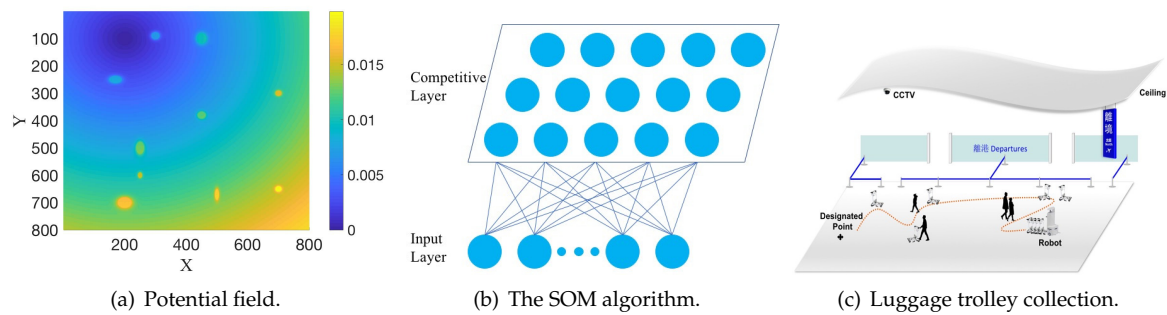 100
200
300
400
500
600
700
800
Y
200
400
600
800
X
0.015
0.01
0.005
0
(a) Potential field.
Competitive
Layer
Input
Layer
(b) The SOM algorithm.
CCTV
Ceiling
離境
離港 Departures
Designated
Point
Robot
(c) Luggage trolley collection.